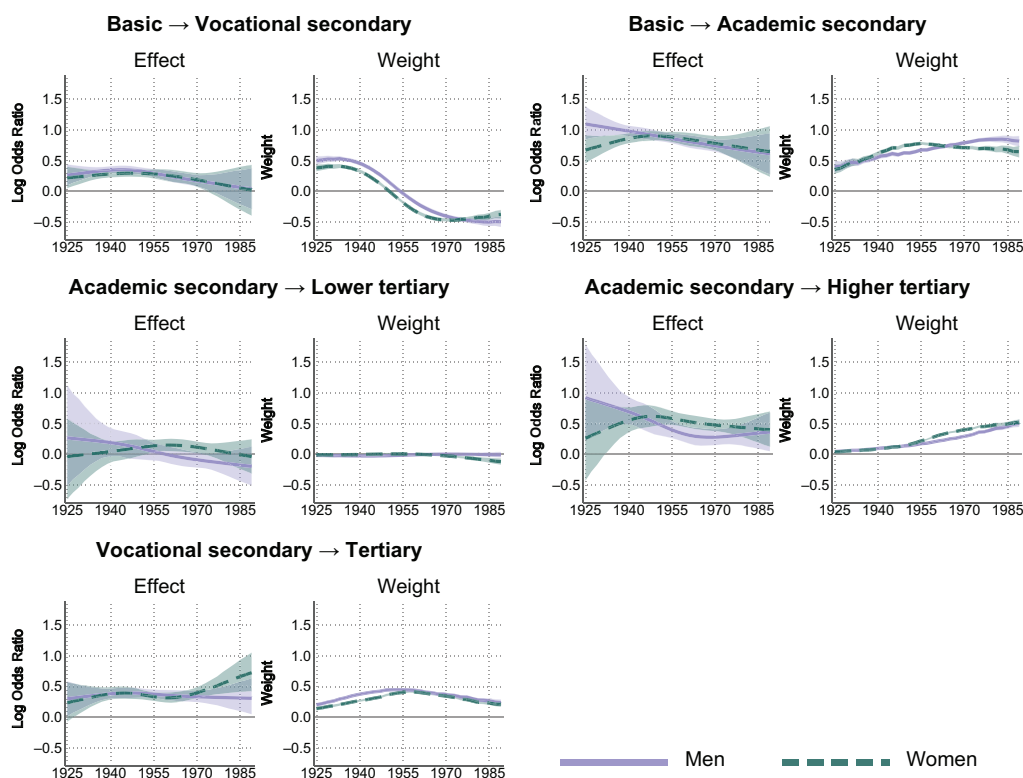 Basic → Vocational secondary
Effect
Weight
Log Odds Ratio
1.5
1.0
0.5
0.0
−0.5
1925 1940 1955 1970 1985
Weight
1.5
1.0
0.5
0.0
−0.5
1925 1940 1955 1970 1985
Basic → Academic secondary
Effect
Weight
Log Odds Ratio
1.5
1.0
0.5
0.0
−0.5
1925 1940 1955 1970 1985
Weight
1.5
1.0
0.5
0.0
−0.5
1925 1940 1955 1970 1985
Academic secondary → Lower tertiary
Effect
Weight
Log Odds Ratio
1.5
1.0
0.5
0.0
−0.5
1925 1940 1955 1970 1985
Weight
1.5
1.0
0.5
0.0
−0.5
1925 1940 1955 1970 1985
Academic secondary → Higher tertiary
Effect
Weight
Log Odds Ratio
1.5
1.0
0.5
0.0
−0.5
1925 1940 1955 1970 1985
Weight
1.5
1.0
0.5
0.0
−0.5
1925 1940 1955 1970 1985
Vocational secondary → Tertiary
Effect
Weight
Log Odds Ratio
1.5
1.0
0.5
0.0
−0.5
1925 1940 1955 1970 1985
Weight
1.5
1.0
0.5
0.0
−0.5
1925 1940 1955 1970 1985
Men
Women